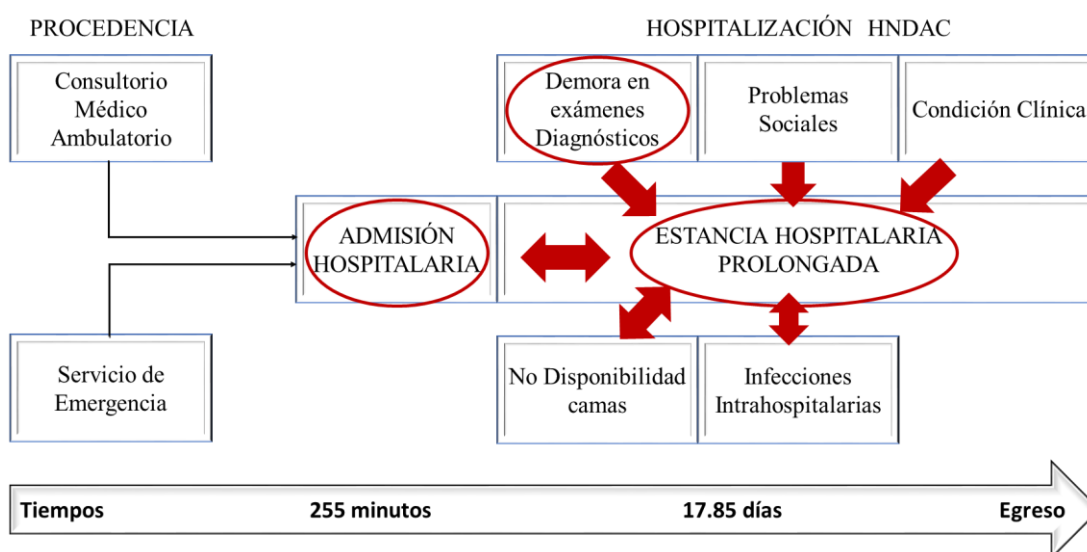 PROCEDENCIA
HOSPITALIZACIÓN HNDAC
Consultorio
Médico
Ambulatorio
Demora en
exámenes
Diagnósticos
Problemas
Sociales
Condición Clínica
ADMISIÓN
HOSPITALARIA
ESTANCIA HOSPITALARIA
PROLONGADA
Servicio de
Emergencia
No Disponibilidad
camas
Infecciones
Intrahospitalarias
Tiempos
255 minutos
17.85 días
Egreso